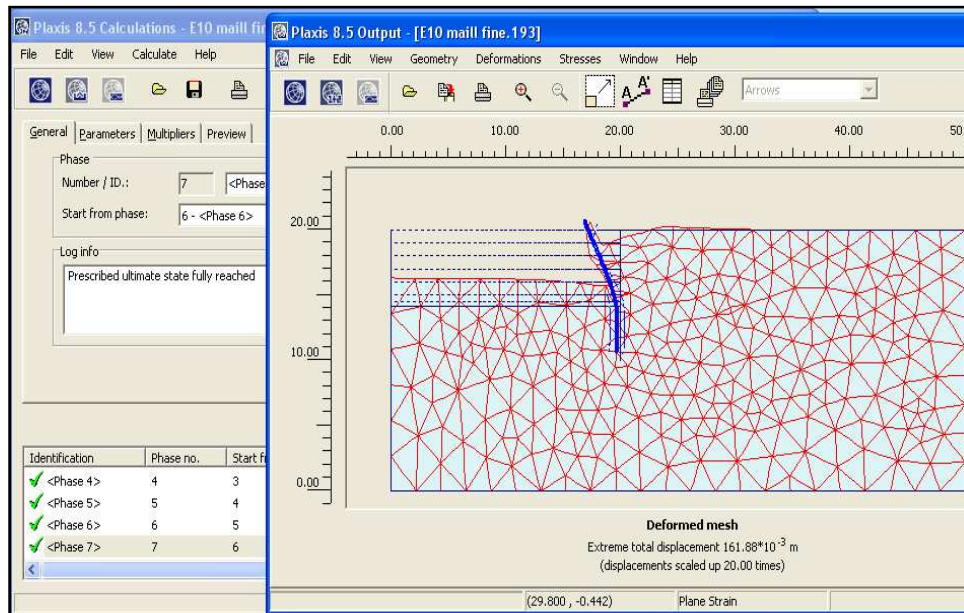 Plaxis 8.5 Calculations - E10 maill fin
File Edit View Calculate Help
General Parameters Multipliers Preview
Phase
Number / ID.: 7 <Phase
Start from phase: 6 - <Phase 6>
Log info
Prescribed ultimate state fully reached
Identification Phase no. Start fr
<Phase 4> 4 3
<Phase 5> 5 4
<Phase 6> 6 5
<Phase 7> 7 6
Plaxis 8.5 Output - [E10 maill fine.193]
File Edit View Geometry Deformations Stresses Window Help
A A' Arrows
0.00 10.00 20.00 30.00 40.00 50.
20.00
10.00
0.00
Deformed mesh
Extreme total displacement 161.88*10^-3 m
(displacements scaled up 20.00 times)
(29.800 , -0.442) Plane Strain